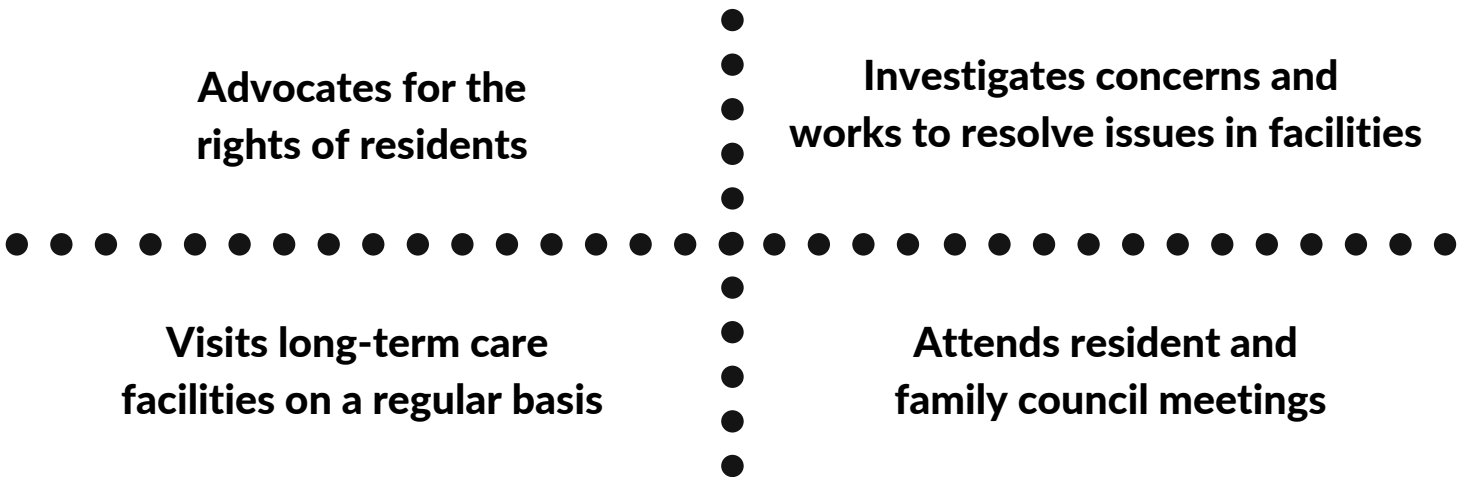 Advocates for the
rights of residents
Investigates concerns and
works to resolve issues in facilities
Visits long-term care
facilities on a regular basis
Attends resident and
family council meetings